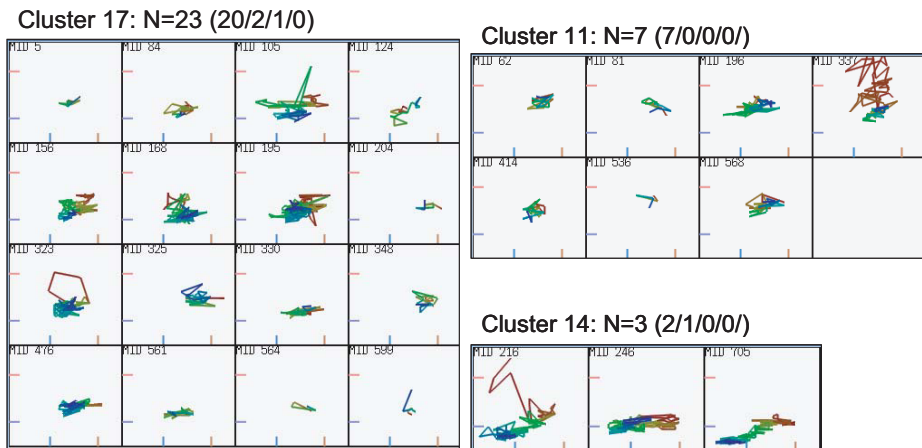 Cluster 17: N=23 (20/2/1/0)
MID 5
MID 84
MID 105
MID 124
MID 156
MID 168
MID 195
MID 204
MID 323
MID 325
MID 330
MID 348
MID 476
MID 561
MID 564
MID 599
Cluster 11: N=7 (7/0/0/0/)
MID 62
MID 81
MID 196
MID 337
MID 414
MID 536
MID 568
Cluster 14: N=3 (2/1/0/0/)
MID 216
MID 246
MID 705